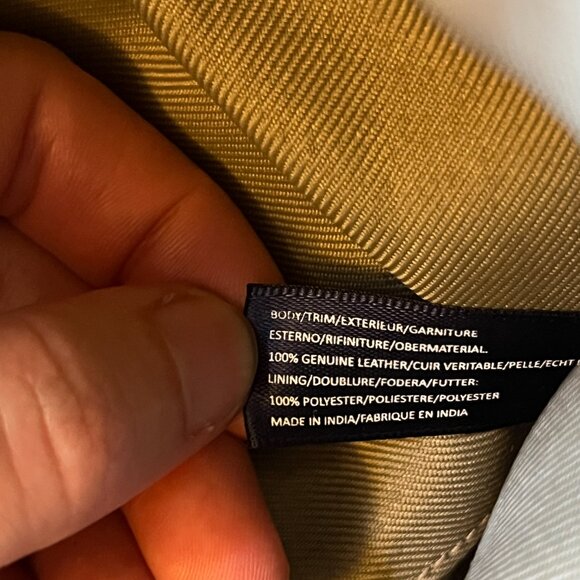 BODY/TRIM/EXTERIEUR/GARNITURE
ESTERNO/RIFINITURE/OBERMATERIAL.
100% GENUINE LEATHER/CUIR VERITABLE/PELLE/ECHT
LINING/DOUBLURE/FODERA/FUTTER:
100% POLYESTER/POLIESTERE/POLYESTER
MADE IN INDIA/FABRIQUE EN INDIA